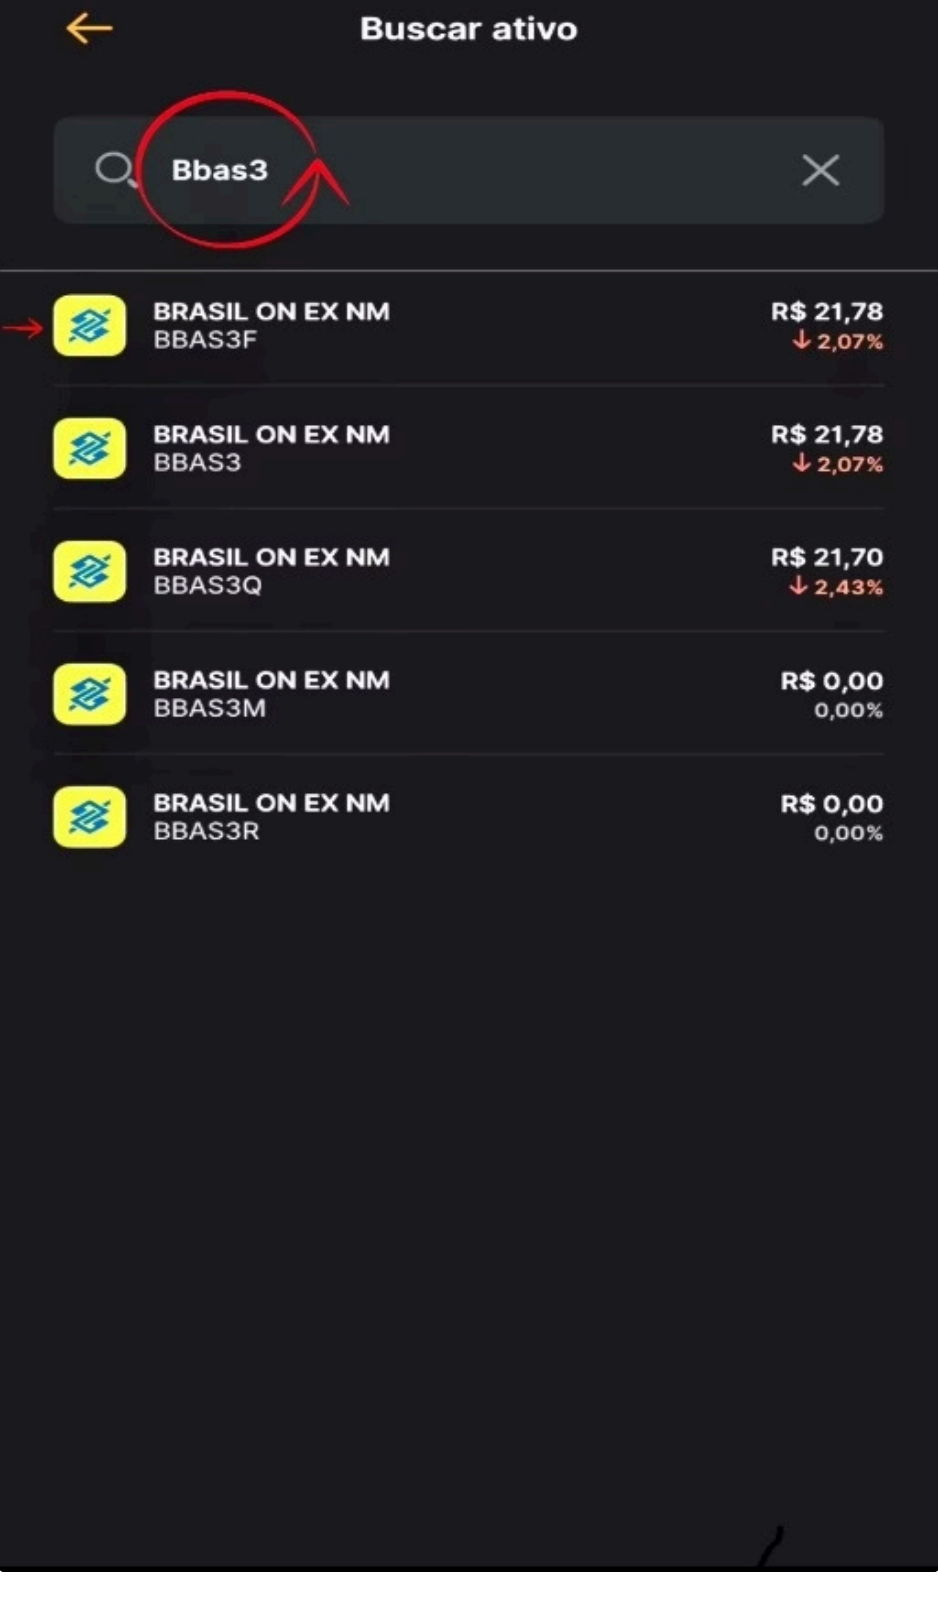 Buscar ativo
Bbas3
BRASIL ON EX NM
R$ 21,78
BBAS3F
↓ 2,07%
BRASIL ON EX NM
R$ 21,78
BBAS3
↓ 2,07%
BRASIL ON EX NM
R$ 21,70
BBAS3Q
↓ 2,43%
BRASIL ON EX NM
R$ 0,00
BBAS3M
0,00%
BRASIL ON EX NM
R$ 0,00
BBAS3R
0,00%